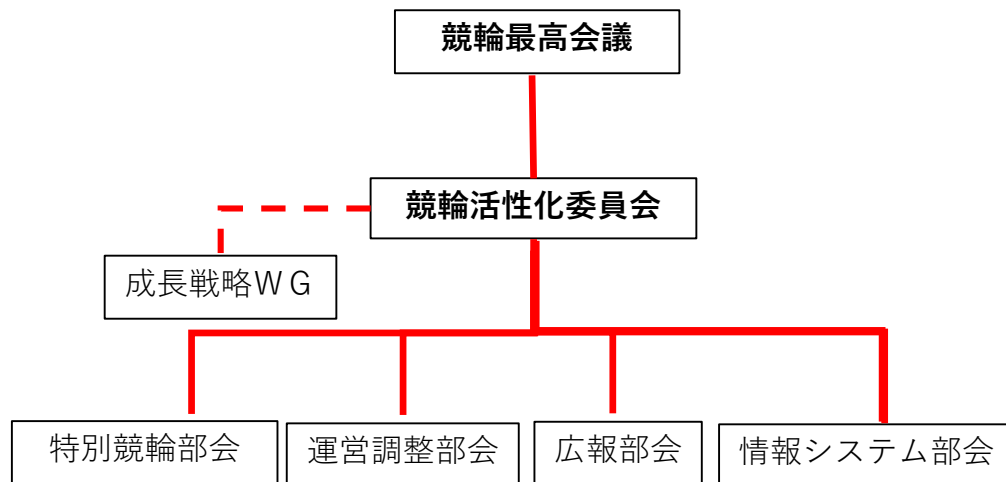 競輪最高会議
競輪活性化委員会
成長戦略ＷＧ
特別競輪部会
運営調整部会
広報部会
情報システム部会